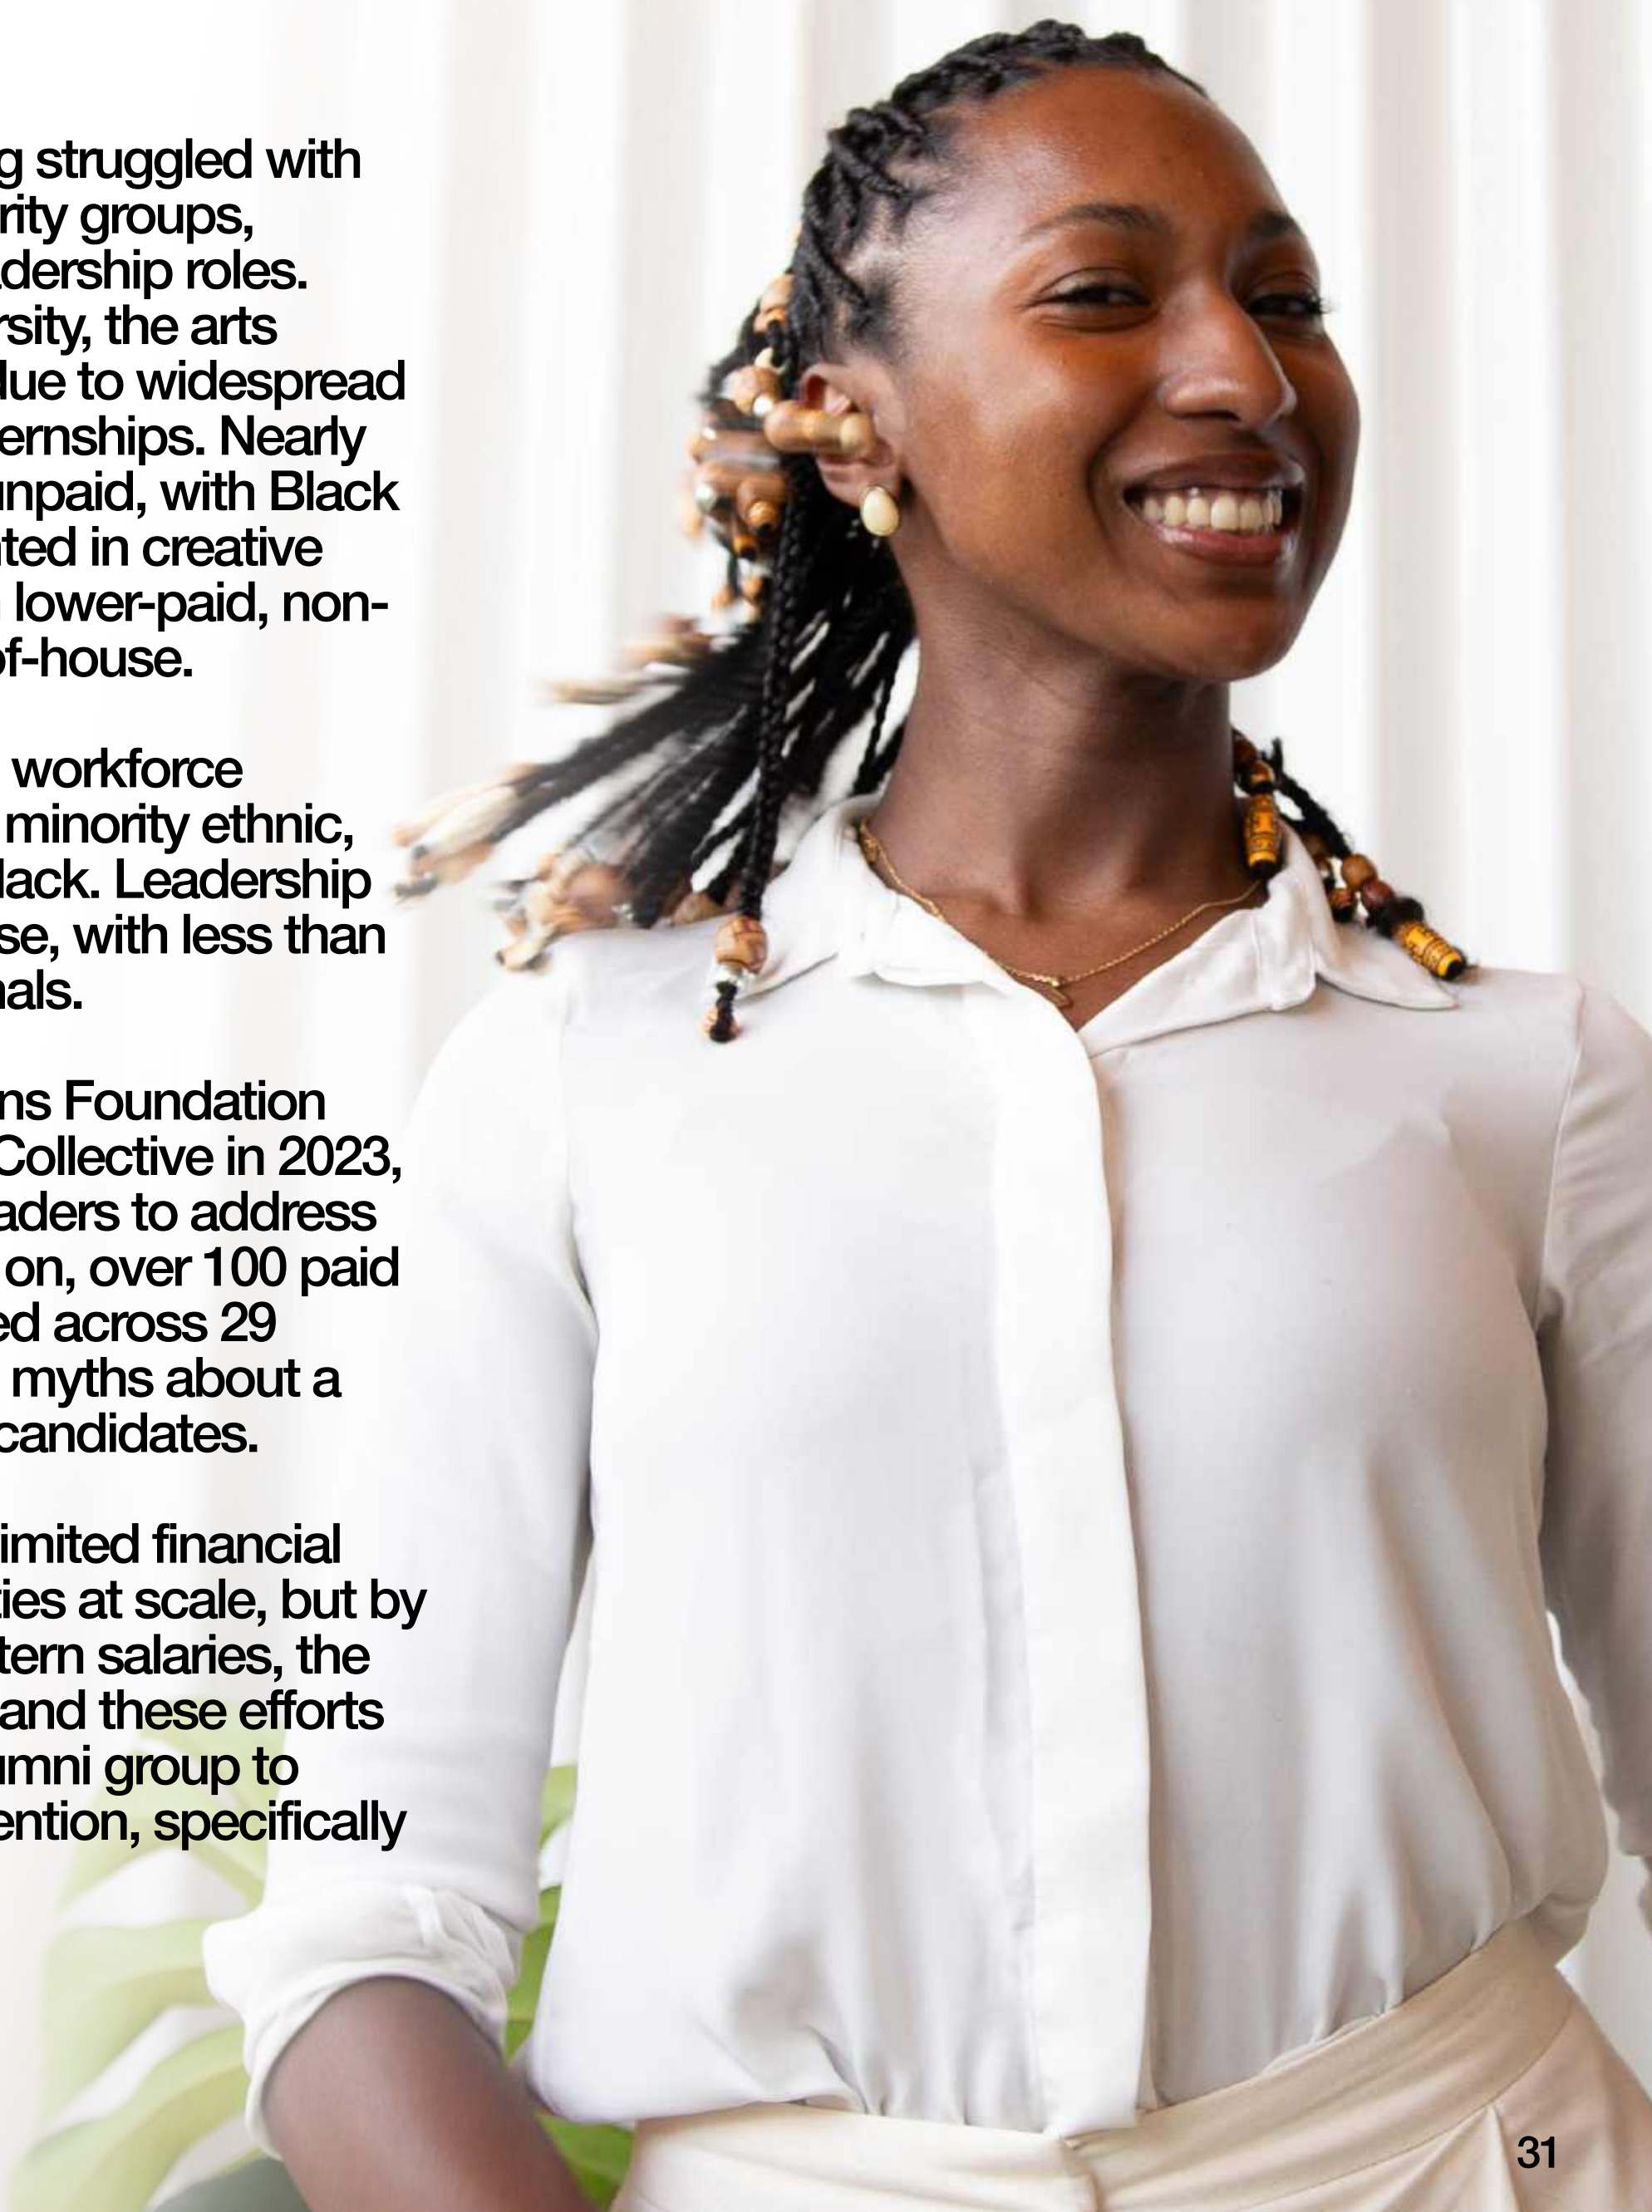 g struggled with
rity groups,
dership roles.
rsity, the arts
due to widespread
ernships. Nearly
unpaid, with Black
ted in creative
lower-paid, non-
of-house.
workforce
minority ethnic,
lack. Leadership
se, with less than
als.
ns Foundation
Collective in 2023,
aders to address
on, over 100 paid
ed across 29
myths about a
candidates.
imited financial
ties at scale, but by
tern salaries, the
and these efforts
umni group to
ention, specifically
31